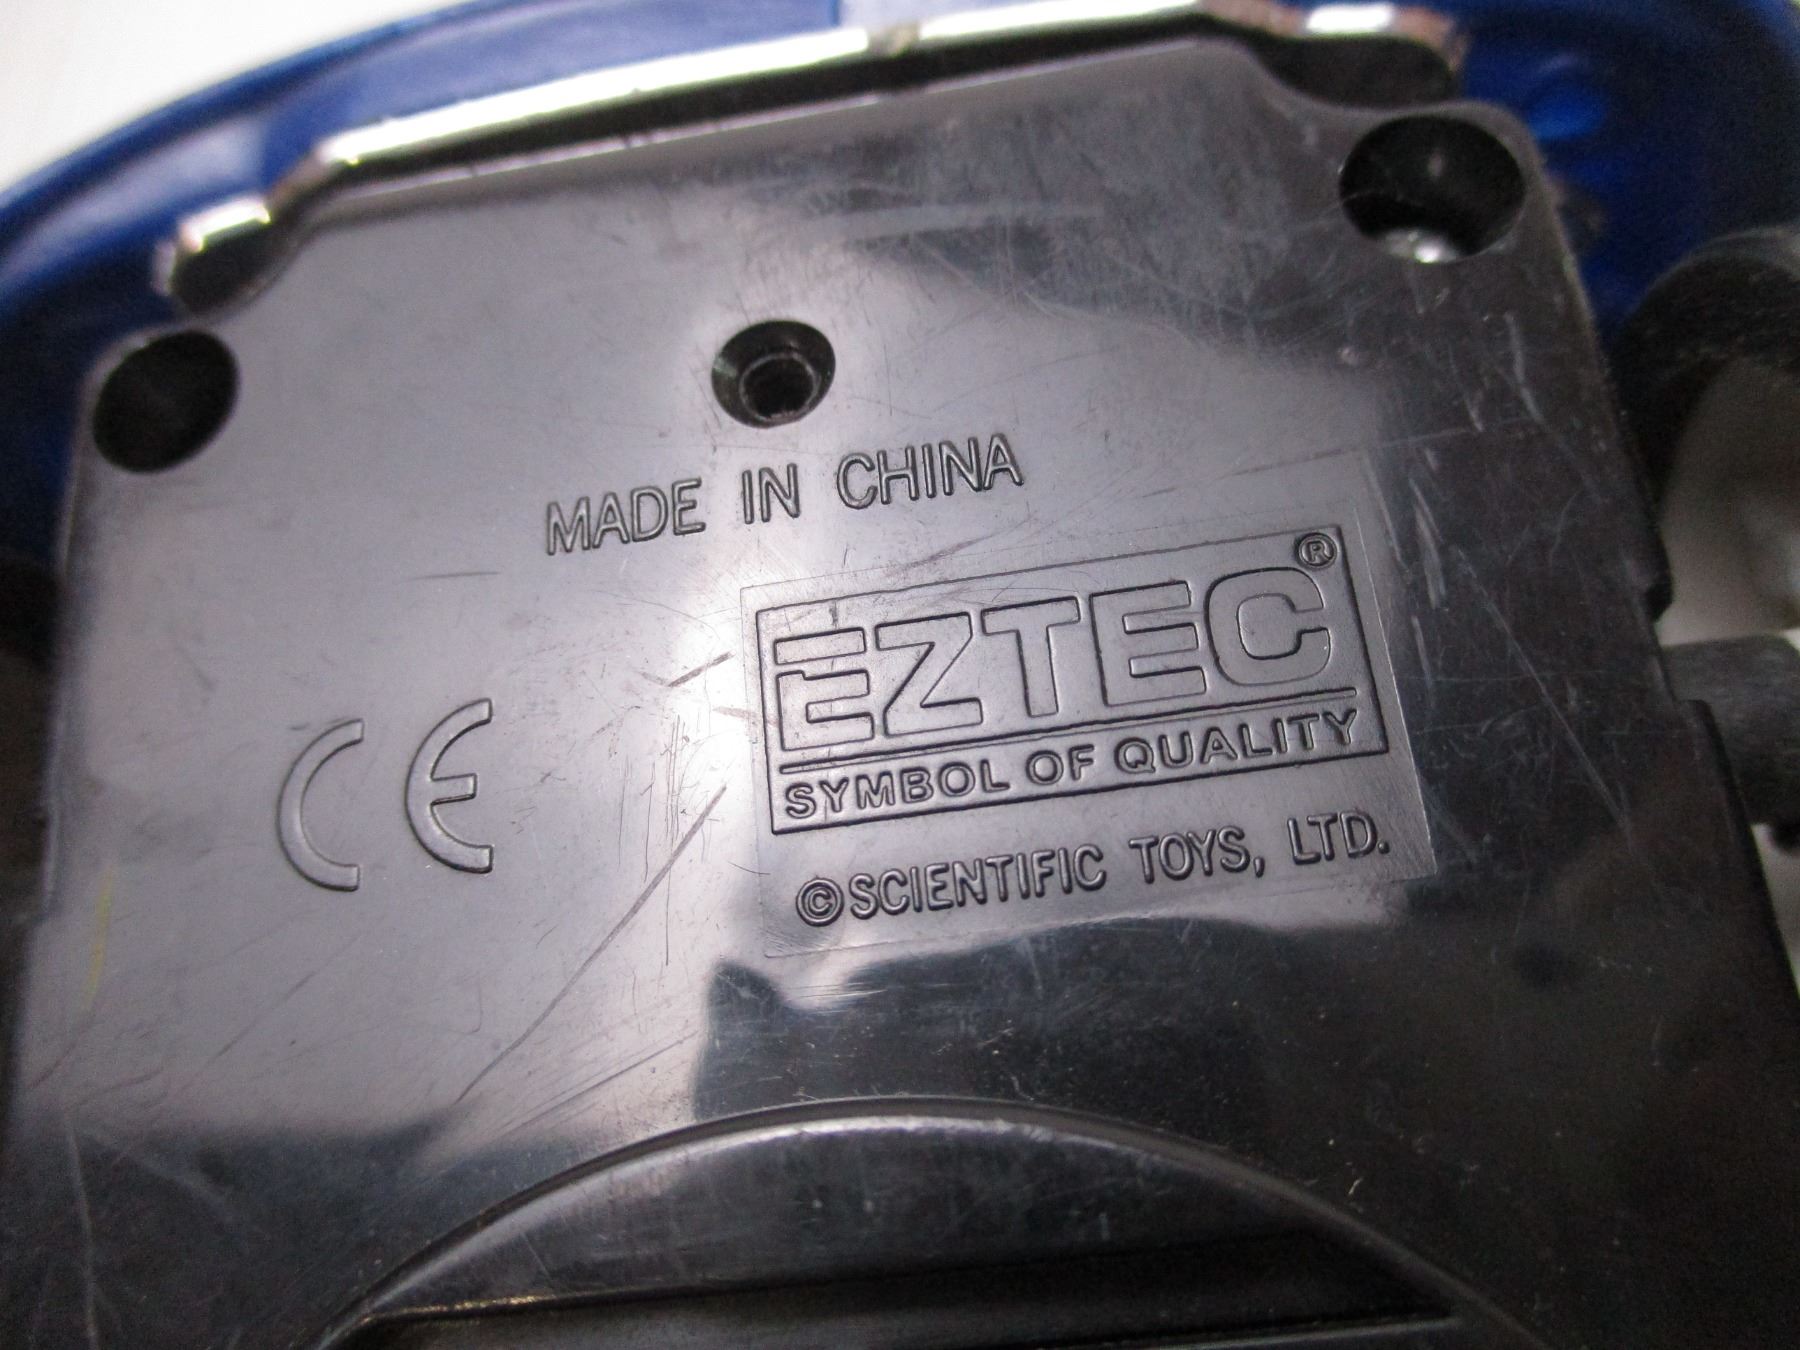 MADE IN CHINA
EZTEC®
SYMBOL OF QUALITY
CE
©SCIENTIFIC TOYS, LTD.